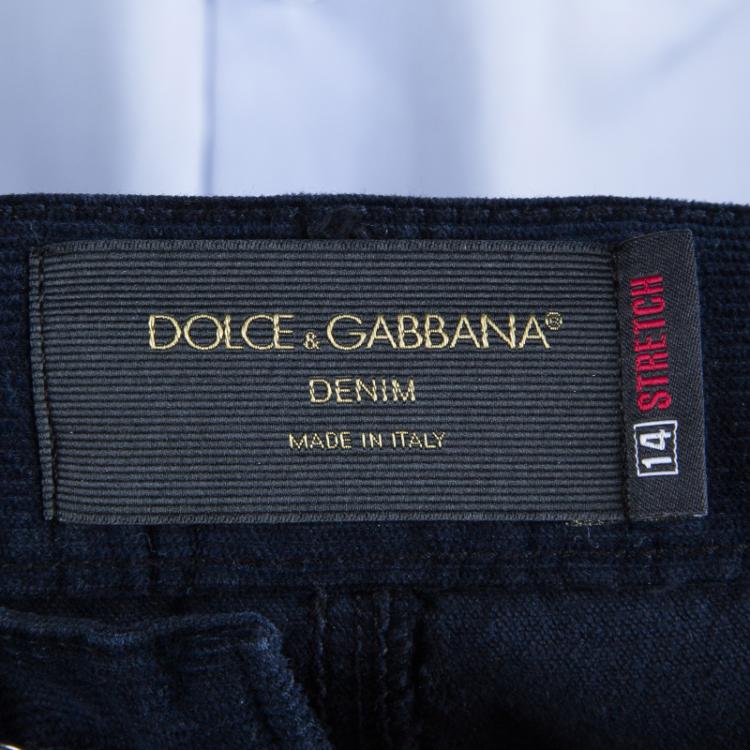 DOLCE & GABBANA®
DENIM
MADE IN ITALY
14 STRETCH